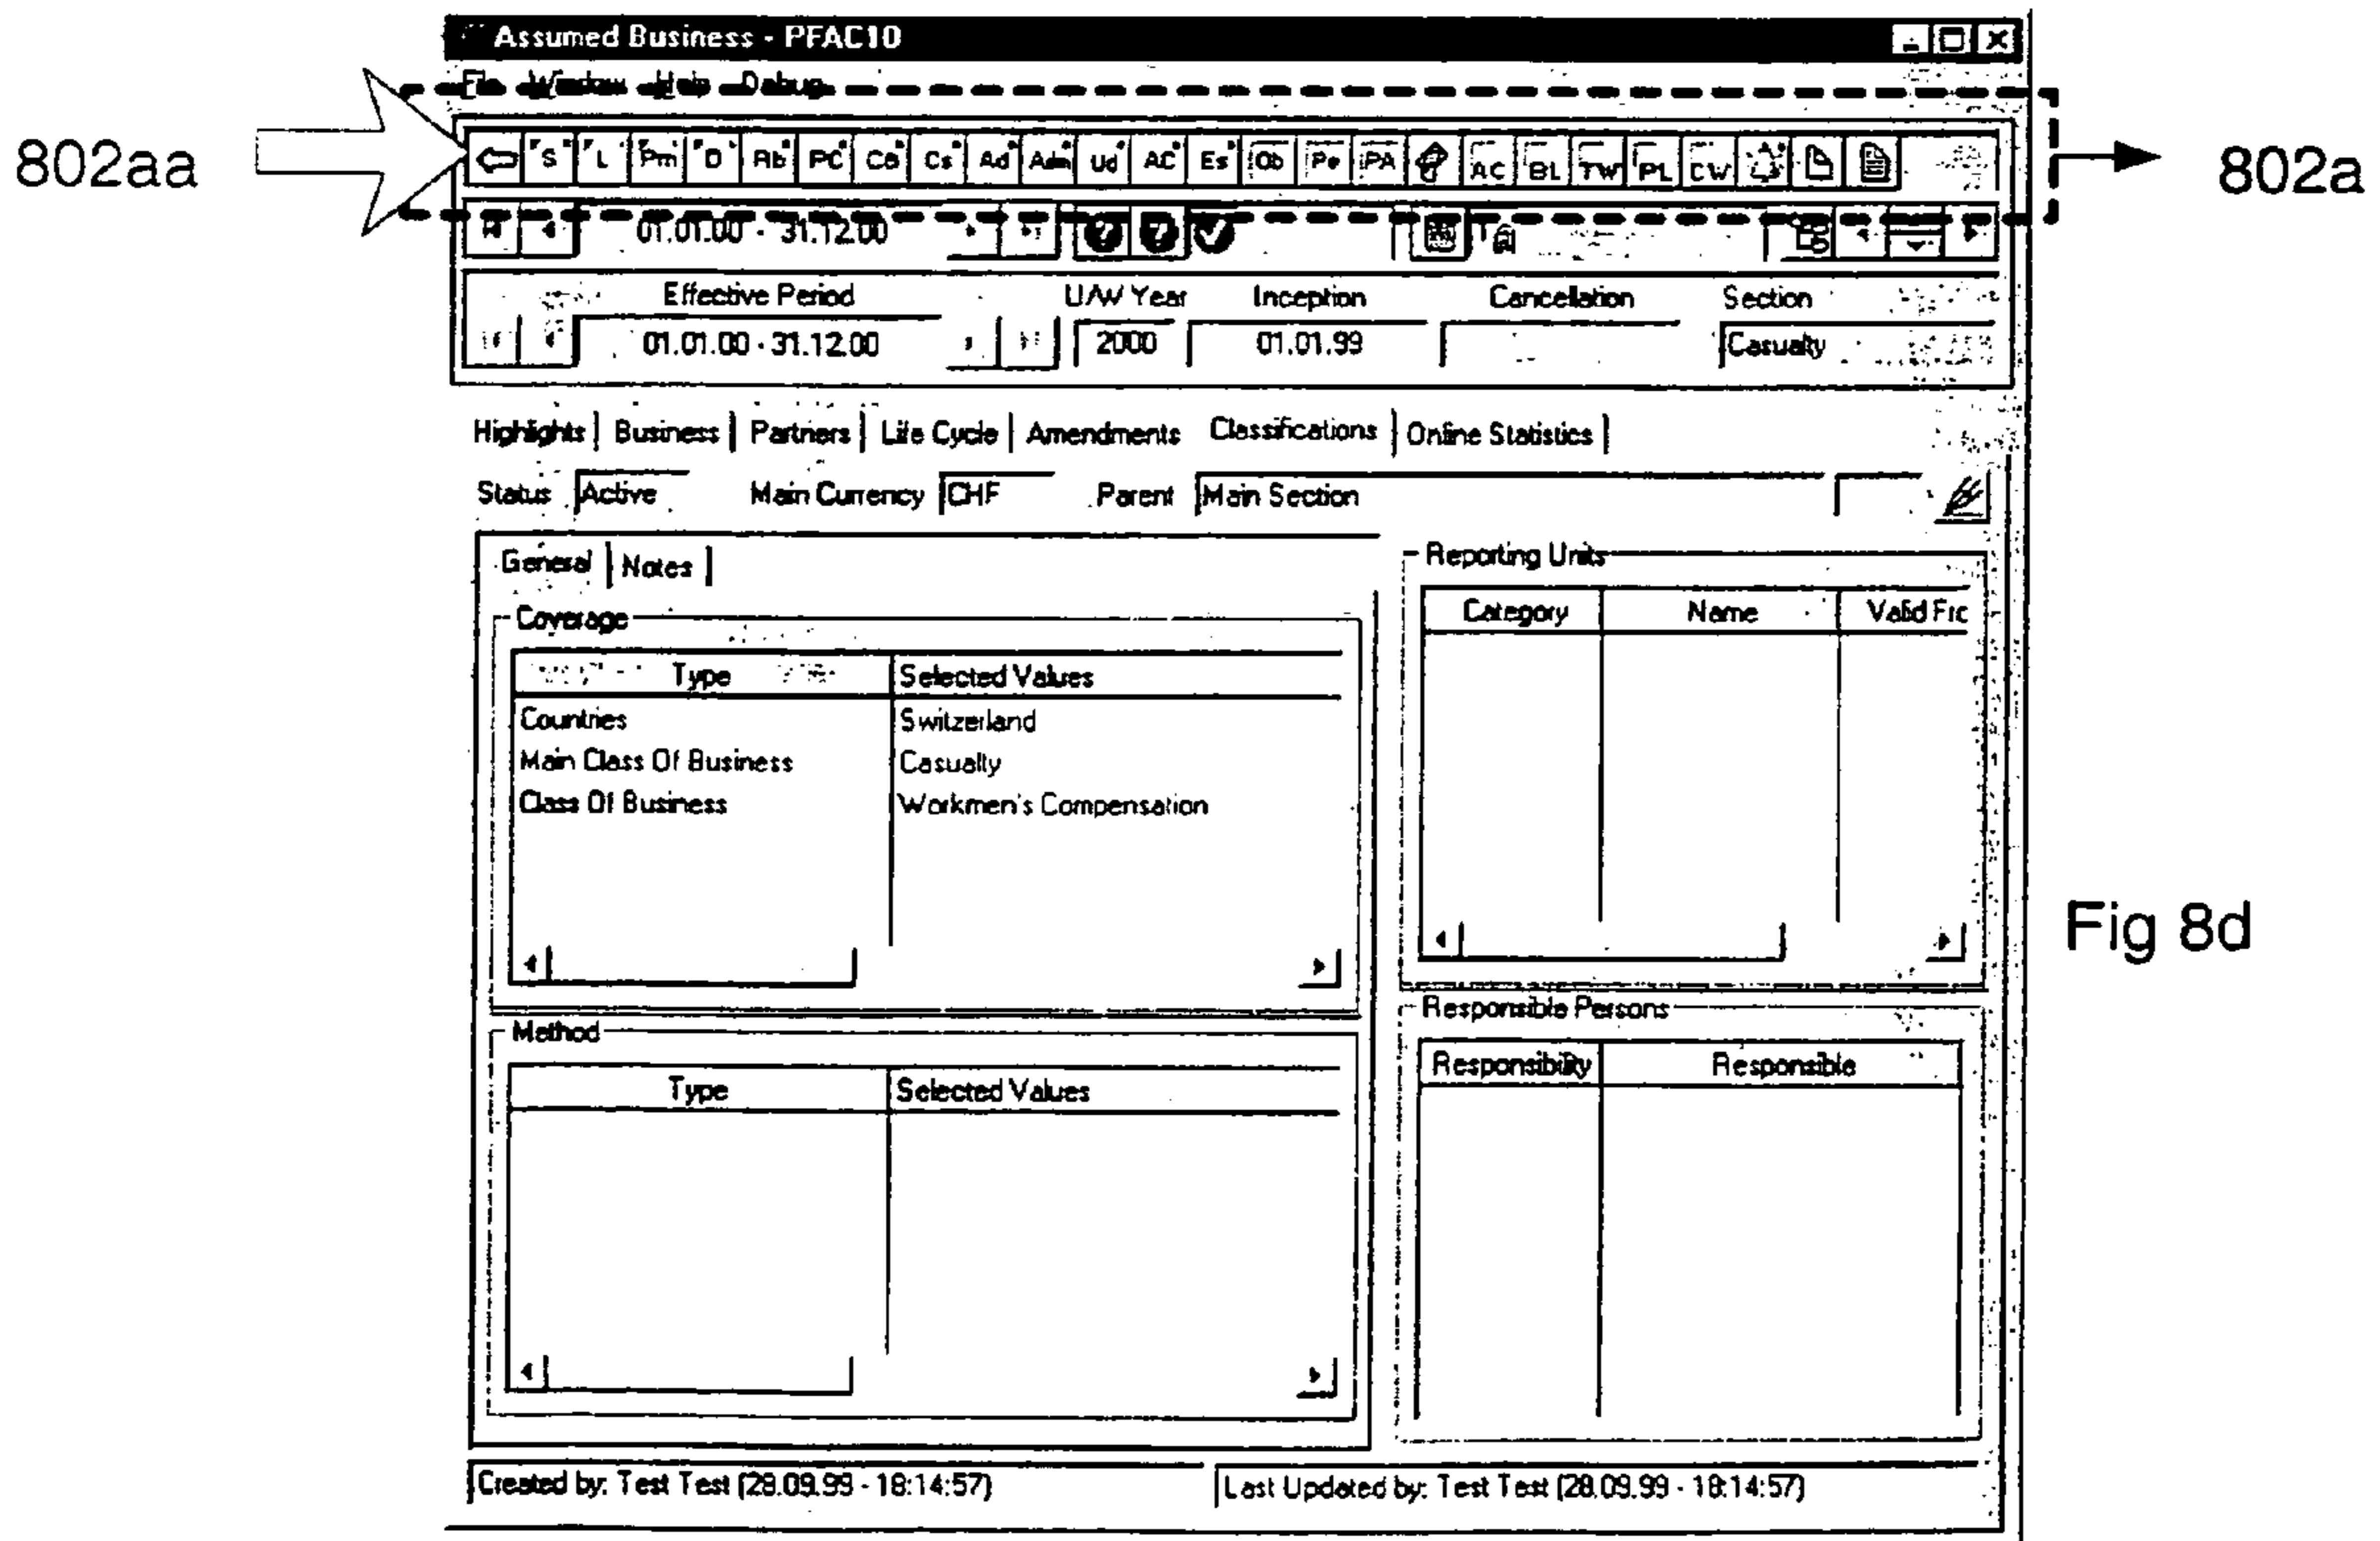 Assumed Business - PFAC10
File Window Help Debug
802aa
S L Pm D Rb PC Co Cs Ad Adm Ud AC Es Ob Pe PA AC BL TW PL CW
802a
01.01.00 - 31.12.00
Effective Period U/W Year Inception Cancellation Section
01.01.00 - 31.12.00 2000 01.01.99 Casualty
Highlights Business Partners Life Cycle Amendments Classifications Online Statistics
Status Active Main Currency CHF Parent Main Section
General Notes
Reporting Units
Category Name Valid Frc
Coverage
Type Selected Values
Countries Switzerland
Main Class Of Business Casualty
Class Of Business Workmen's Compensation
Fig 8d
Responsible Persons
Responsibility Responsible
Method
Type Selected Values
Created by: Test Test (28.09.99 - 18:14:57) Last Updated by: Test Test (28.09.99 - 18:14:57)